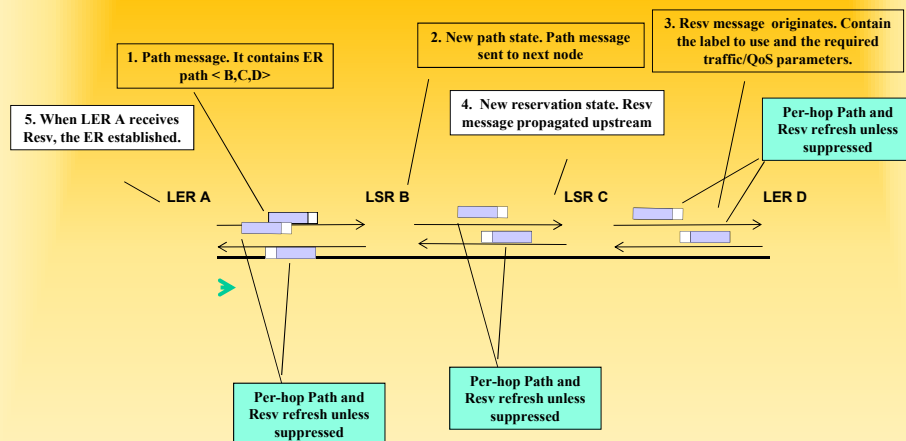 1. Path message. It contains ER
path < B,C,D>
2. New path state. Path message
sent to next node
3. Resv message originates. Contain
the label to use and the required
traffic/QoS parameters.
5. When LER A receives
Resv, the ER established.
4. New reservation state. Resv
message propagated upstream
Per-hop Path and
Resv refresh unless
suppressed
LER A
LSR B
LSR C
LER D
Per-hop Path and
Resv refresh unless
suppressed
Per-hop Path and
Resv refresh unless
suppressed